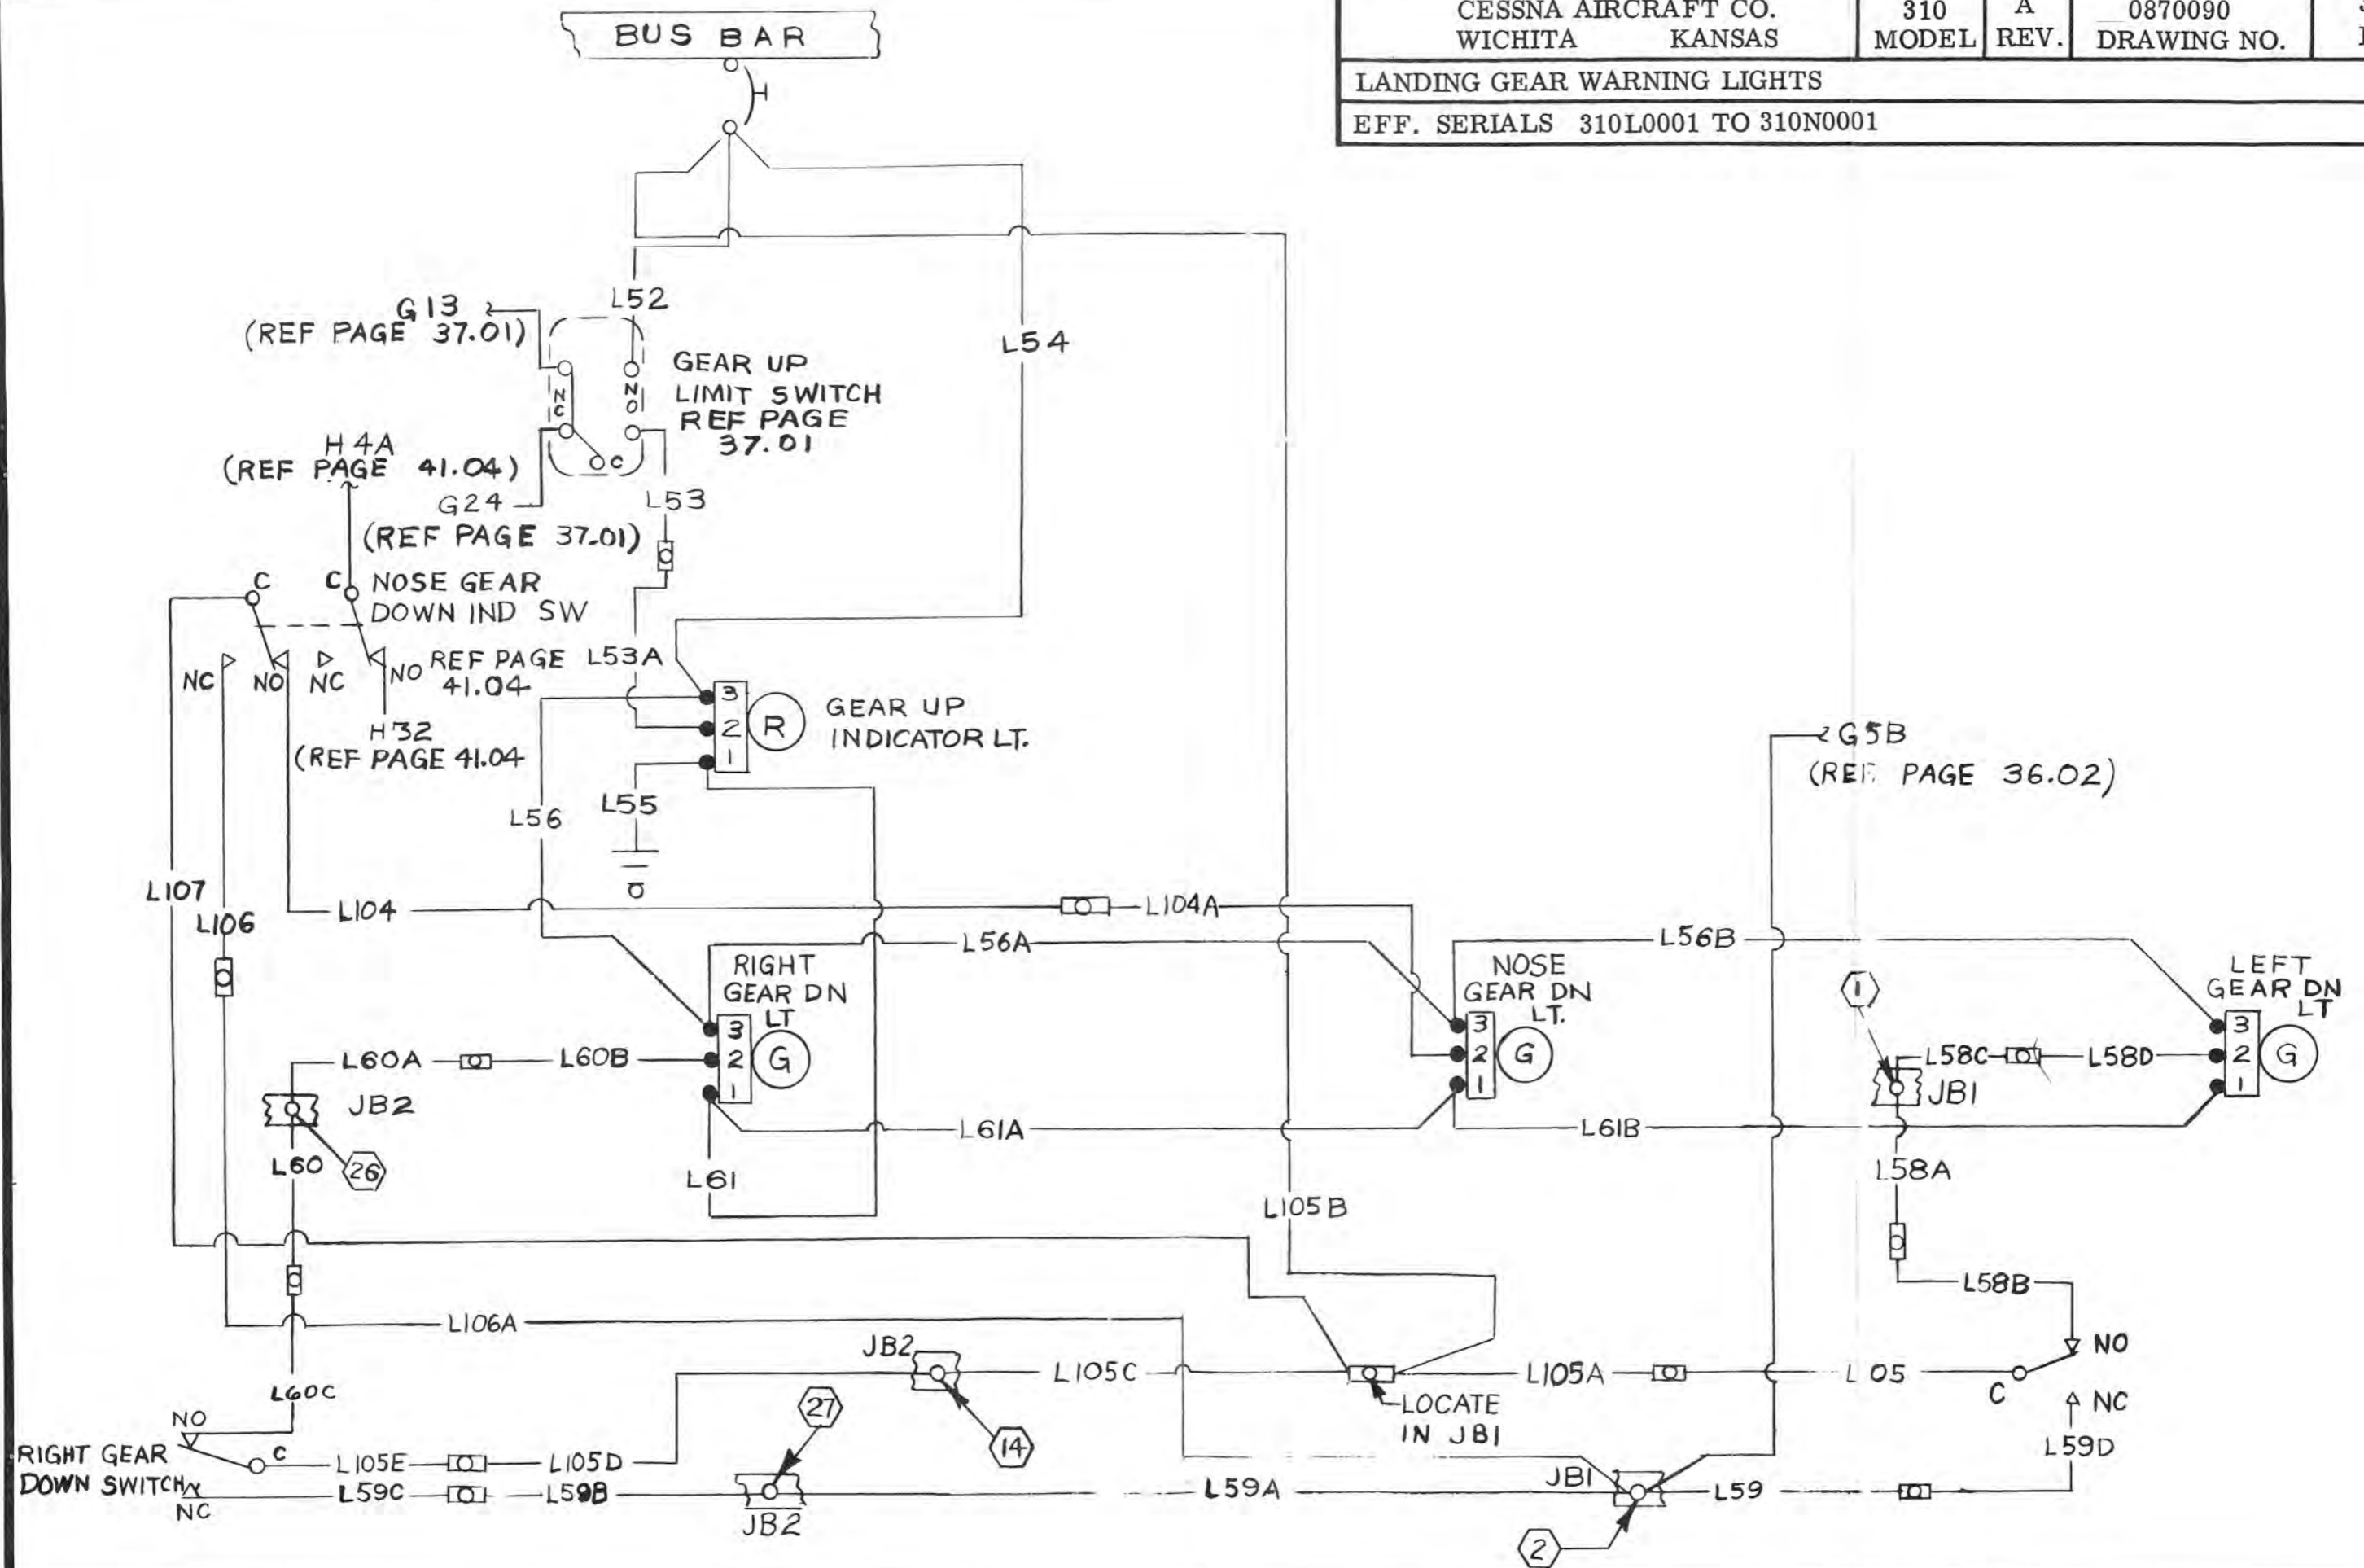 CESSNA AIRCRAFT CO.
WICHITA KANSAS
310
MODEL
A
REV.
0870090
DRAWING NO.
LANDING GEAR WARNING LIGHTS
EFF. SERIALS 310L0001 TO 310N0001
BUS BAR
G13
(REF PAGE 37.01)
L52
L54
NC
NO
C
GEAR UP
LIMIT SWITCH
REF PAGE
37.01
H4A
(REF PAGE 41.04)
G24
(REF PAGE 37.01)
L53
C
C
NOSE GEAR
DOWN IND SW
NC
NO
NC
NO
REF PAGE
41.04
L53A
H32
(REF PAGE 41.04
3
2
1
R
GEAR UP
INDICATOR LT.
L56
L55
G5B
(REF PAGE 36.02)
L107
L106
L104
L104A
L56A
L56B
RIGHT
GEAR DN
LT
3
2
1
G
NOSE
GEAR DN
LT.
3
2
1
G
1
LEFT
GEAR DN
LT
3
2
1
G
L60A
L60B
L58C
L58D
JB2
JB1
L61A
L61B
L60
26
L61
L58A
L105B
L58B
L106A
JB2
L105C
L105A
L 05
NO
C
NC
L60C
27
14
LOCATE
IN JB1
NO
RIGHT GEAR
DOWN SWITCH
C
NC
L105E
L105D
L59D
L59C
L59B
JB2
L59A
JB1
L59
2